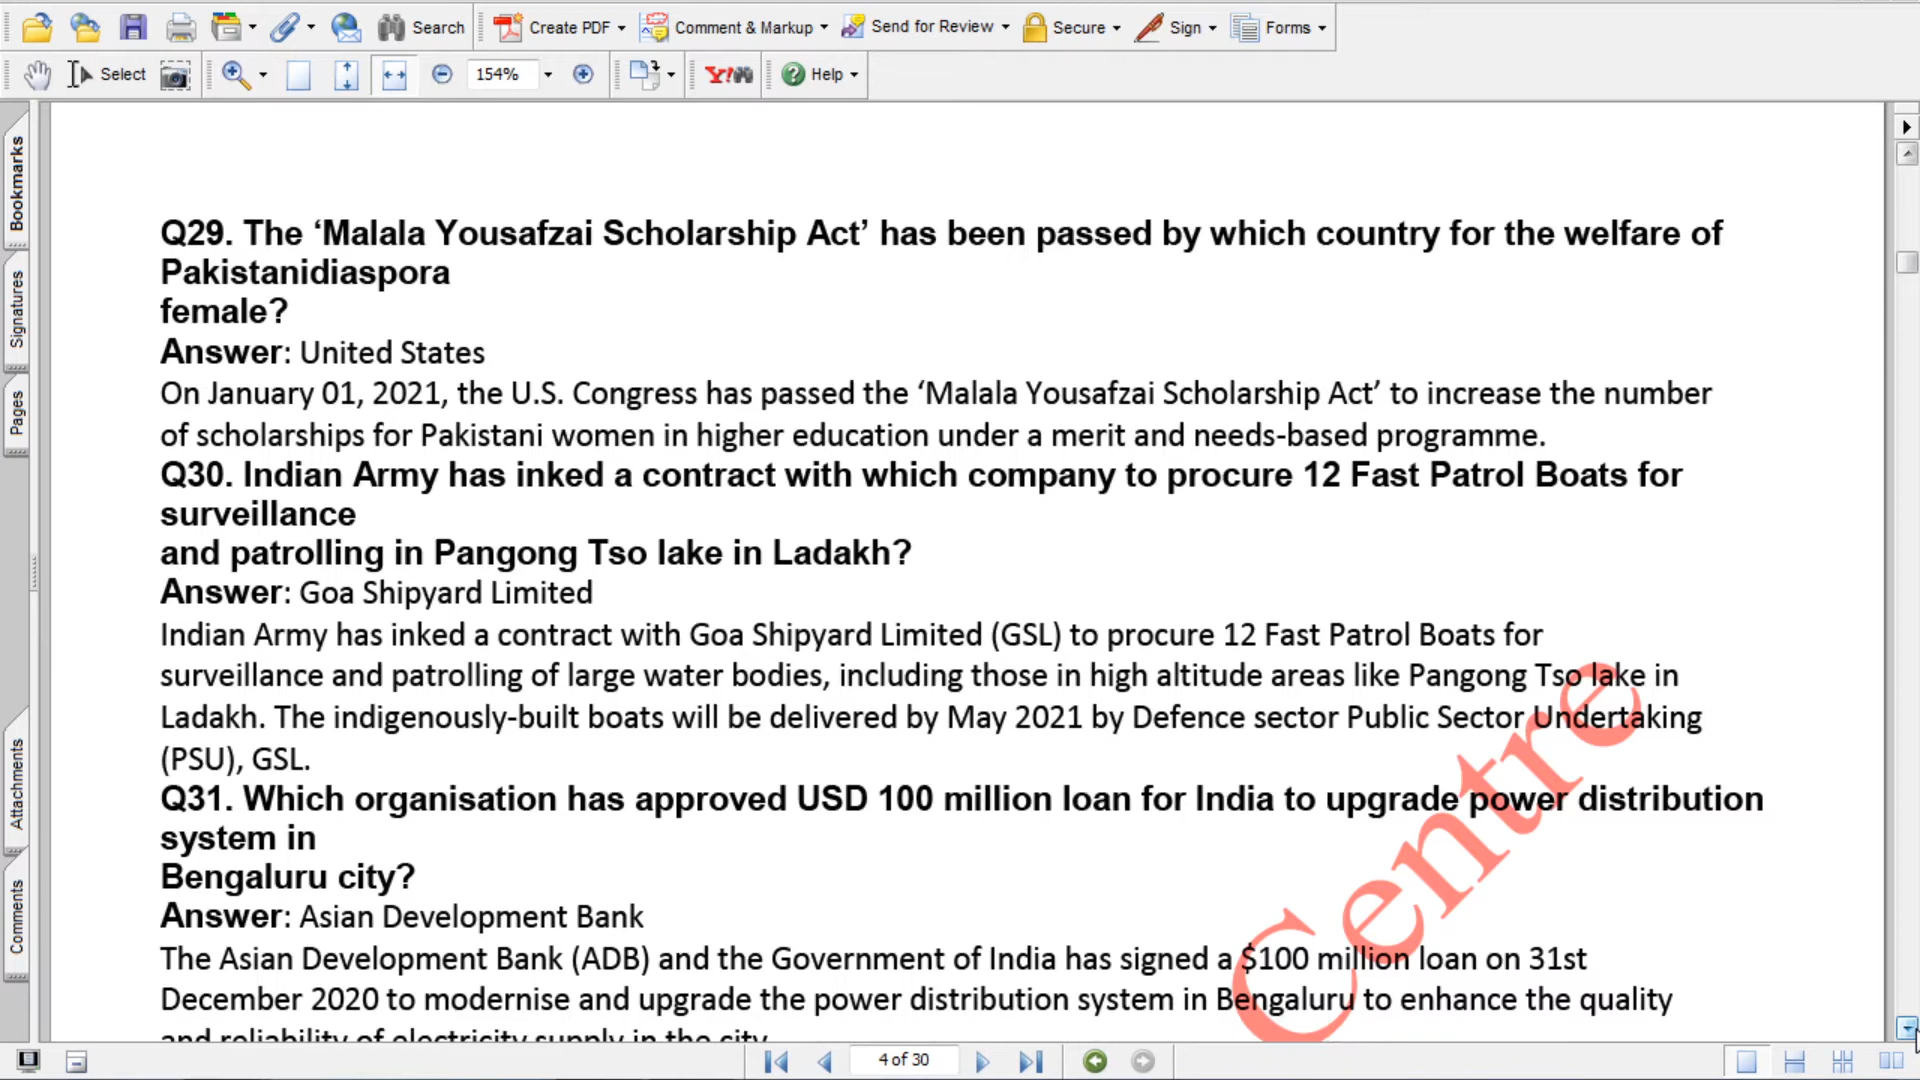 Search
Create PDF
Comment & Markup
Send for Review
Secure
Sign
Forms
Select
154%
Y!
Help
Bookmarks
Signatures
Pages
Attachments
Comments
Q29. The ‘Malala Yousafzai Scholarship Act’ has been passed by which country for the welfare of
Pakistanidiaspora
female?
Answer: United States
On January 01, 2021, the U.S. Congress has passed the ‘Malala Yousafzai Scholarship Act’ to increase the number
of scholarships for Pakistani women in higher education under a merit and needs-based programme.
Q30. Indian Army has inked a contract with which company to procure 12 Fast Patrol Boats for
surveillance
and patrolling in Pangong Tso lake in Ladakh?
Answer: Goa Shipyard Limited
Indian Army has inked a contract with Goa Shipyard Limited (GSL) to procure 12 Fast Patrol Boats for
surveillance and patrolling of large water bodies, including those in high altitude areas like Pangong Tso lake in
Ladakh. The indigenously-built boats will be delivered by May 2021 by Defence sector Public Sector Undertaking
(PSU), GSL.
Q31. Which organisation has approved USD 100 million loan for India to upgrade power distribution
system in
Bengaluru city?
Answer: Asian Development Bank
The Asian Development Bank (ADB) and the Government of India has signed a $100 million loan on 31st
December 2020 to modernise and upgrade the power distribution system in Bengaluru to enhance the quality
and reliability of electricity supply in the city
Centre
4 of 30